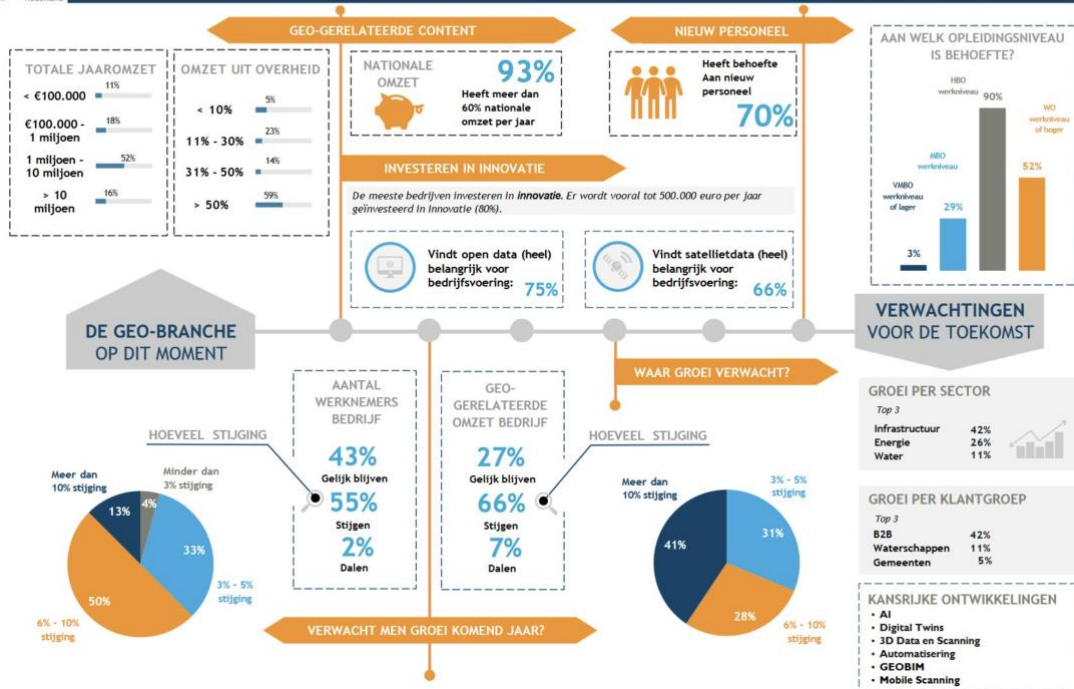 GEO-GERELATEERDE CONTENT
NIEUW PERSONEEL
TOTALE JAAROMZET
< €100.000
11%
€100.000 -
1 miljoen
18%
1 miljoen -
10 miljoen
52%
> 10
miljoen
16%
OMZET UIT OVERHEID
< 10%
5%
11% - 30%
23%
31% - 50%
14%
> 50%
59%
NATIONALE
OMZET
93%
Heeft meer dan
60% nationale
omzet per jaar
Heeft behoefte
Aan nieuw
personeel
70%
AAN WELK OPLEIDINGSNIVEAU
IS BEHOEFTE?
VMBO
werkniveau
of lager
3%
MBO
werkniveau
29%
HBO
werkniveau
90%
WO
werkniveau
of hoger
52%
INVESTEREN IN INNOVATIE
De meeste bedrijven investeren in innovatie. Er wordt vooral tot 500.000 euro per jaar
geïnvesteerd in Innovatie (80%).
Vindt open data (heel)
belangrijk voor
bedrijfsvoering: 75%
Vindt satellietdata (heel)
belangrijk voor
bedrijfsvoering: 66%
DE GEO-BRANCHE
OP DIT MOMENT
VERWACHTINGEN
VOOR DE TOEKOMST
WAAR GROEI VERWACHT?
HOEVEEL STIJGING
Meer dan
10% stijging
13%
Minder dan
3% stijging
4%
33%
3% - 5%
stijging
50%
6% - 10%
stijging
AANTAL
WERKNEMERS
BEDRIJF
43%
Gelijk blijven
55%
Stijgen
2%
Dalen
GEO-
GERELATEERDE
OMZET BEDRIJF
27%
Gelijk blijven
66%
Stijgen
7%
Dalen
HOEVEEL STIJGING
Meer dan
10% stijging
41%
3% - 5%
stijging
31%
28%
6% - 10%
stijging
VERWACHT MEN GROEI KOMEND JAAR?
GROEI PER SECTOR
Top 3
Infrastructuur 42%
Energie 26%
Water 11%
GROEI PER KLANTGROEP
Top 3
B2B 42%
Waterschappen 11%
Gemeenten 5%
KANSRIJKE ONTWIKKELINGEN
• AI
• Digital Twins
• 3D Data en Scanning
• Automatisering
• GEOBIM
• Mobile Scanning